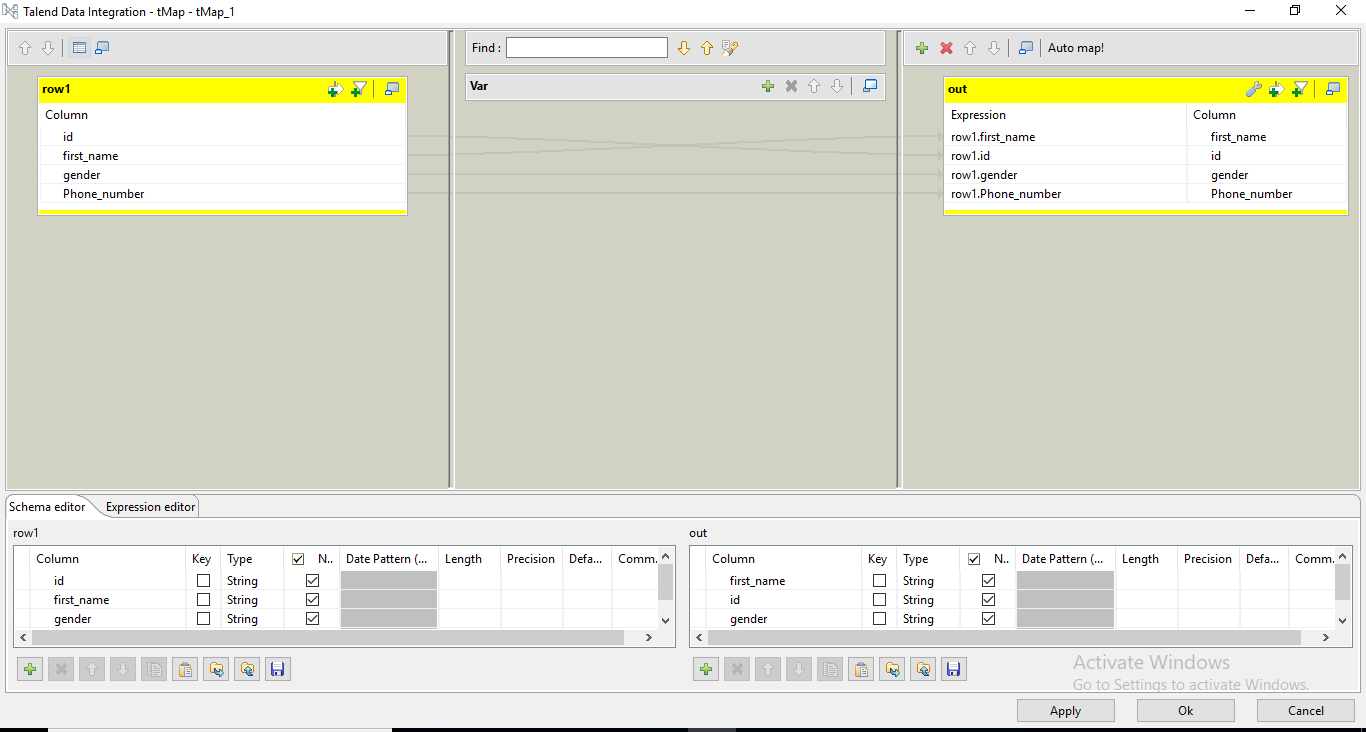 Talend Data Integration - tMap - tMap_1
Find :
Auto map!
row1
Column
id
first_name
gender
Phone_number
Var
out
Expression Column
row1.first_name first_name
row1.id id
row1.gender gender
row1.Phone_number Phone_number
Schema editor Expression editor
row1
Column Key Type N.. Date Pattern (... Length Precision Defa... Comm.
id String
first_name String
gender String
out
Column Key Type N.. Date Pattern (... Length Precision Defa... Comm.
first_name String
id String
gender String
Activate Windows
Go to Settings to activate Windows.
Apply Ok Cancel